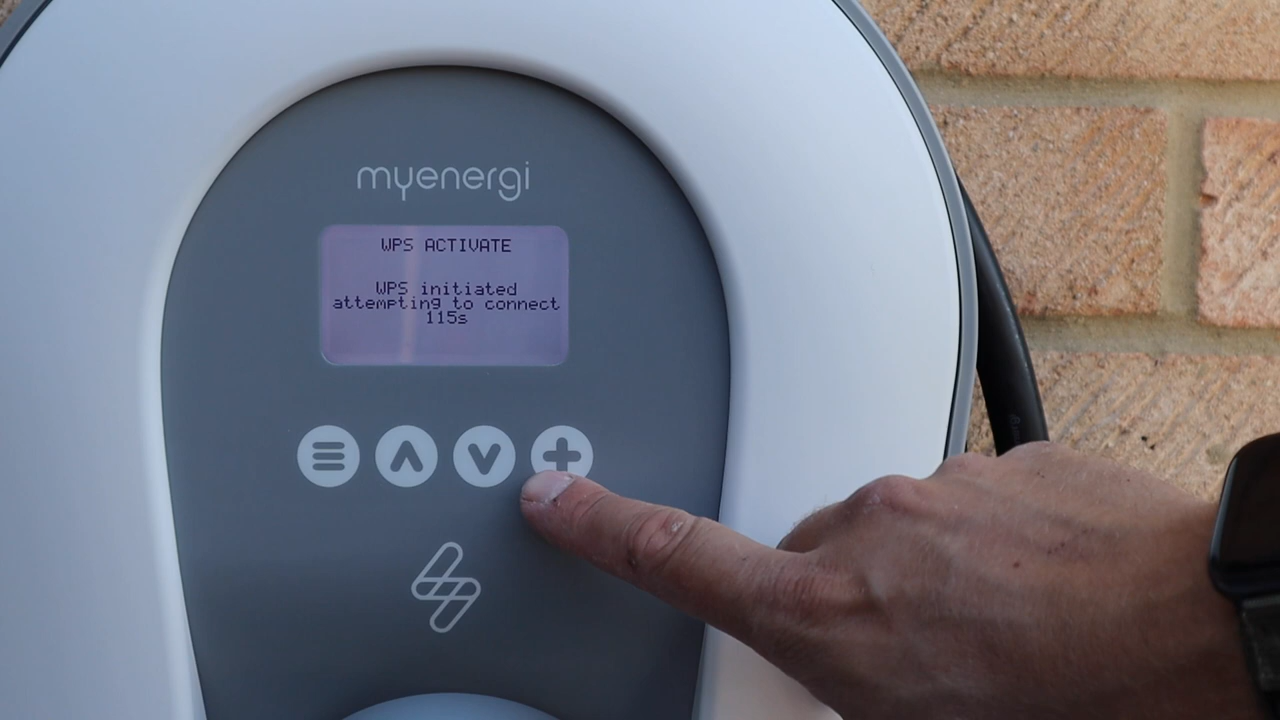 myenergi
WPS ACTIVATE
WPS initiated
attempting to connect
115s